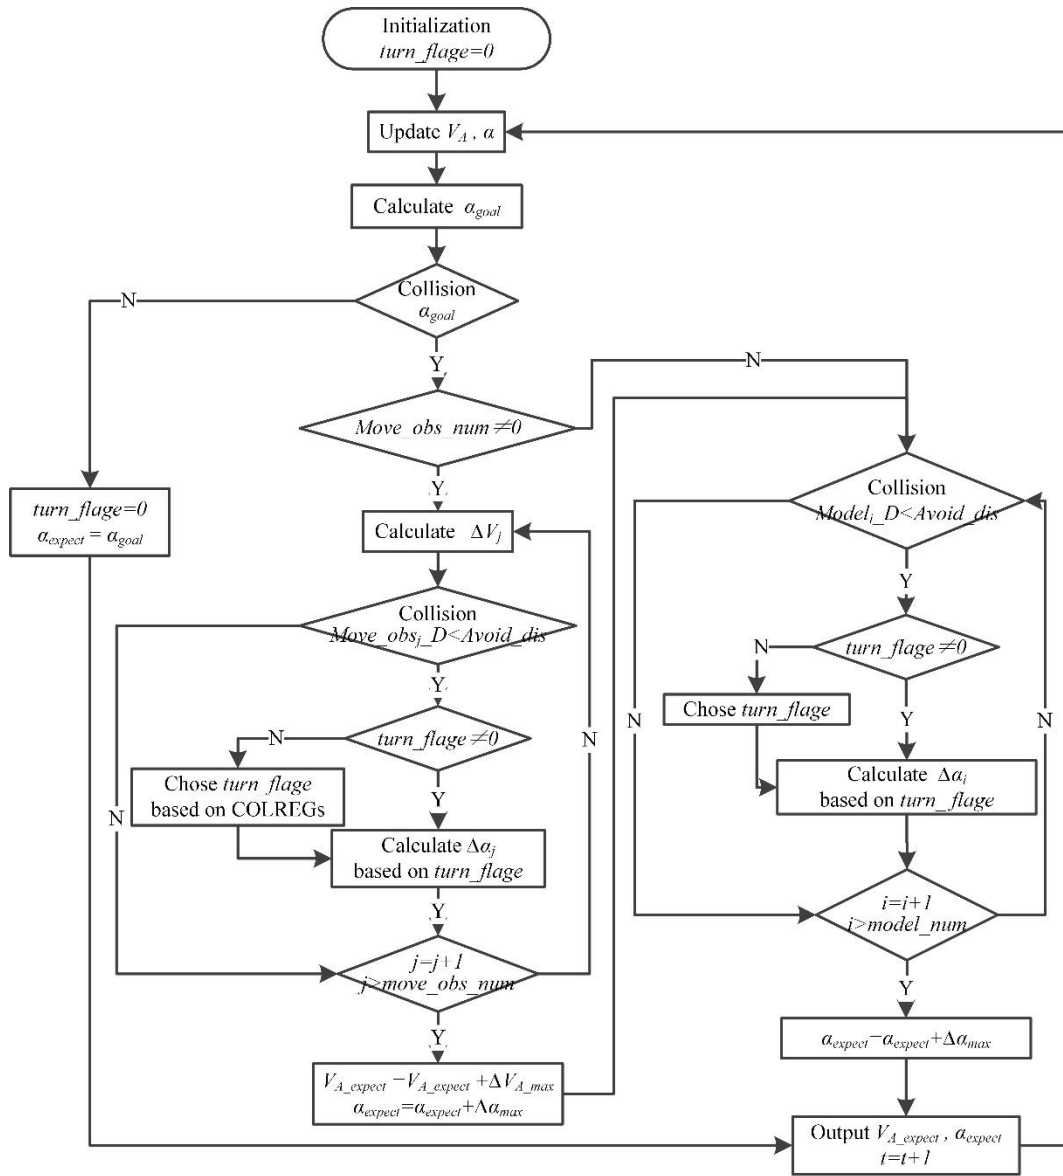 Initialization
turn_flage=0
Update V_A , α
Calculate α_goal
Collision
α_goal
N
Y
N
Move_obs_num≠0
Y
turn_flage=0
α_expect = α_goal
Calculate ΔV_j
Collision
Move_obs_j_D<Avoid_dis
Y
N
turn_flage≠0
Chose turn_flage
based on COLREGs
Y
N
N
Calculate Δα_j
based on turn_flage
Y
j=j+1
j>move_obs_num
Y
V_A_expect−V_A_expect+ΔV_A_max
α_expect=α_expect+Λα_max
Collision
Model_i_D<Avoid_dis
Y
N
turn_flage≠0
Chose turn_flage
Y
N
N
Calculate Δα_i
based on turn_flage
i=i+1
i>model_num
Y
α_expect−α_expect+Δα_max
Output V_A_expect , α_expect
t=t+1